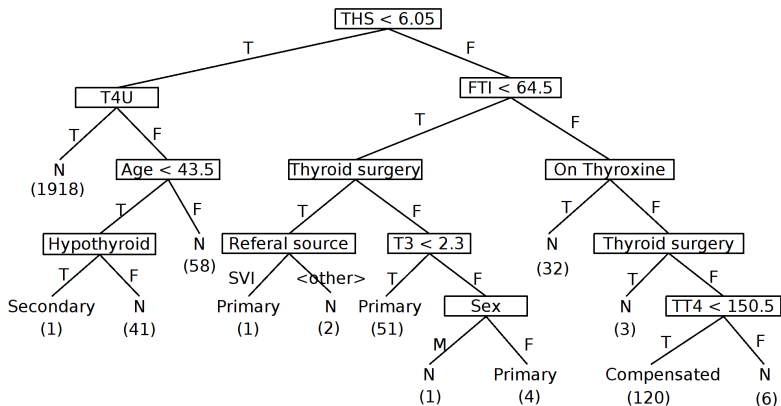 THS < 6.05
T F
T4U FTI < 64.5
T F T F
N Age < 43.5 Thyroid surgery On Thyroxine
(1918)
T F T F T F
Hypothyroid N Referal source T3 < 2.3 N Thyroid surgery
(58) (32)
T F SVI <other> T F T F
Secondary N Primary N Primary Sex N TT4 < 150.5
(1) (41) (1) (2) (51) (3)
M F T F
N Primary Compensated N
(1) (4) (120) (6)